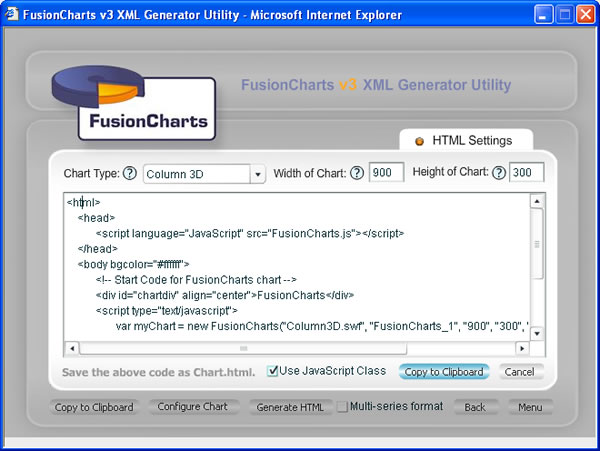 FusionCharts v3 XML Generator Utility - Microsoft Internet Explorer
FusionCharts v3 XML Generator Utility
FusionCharts
HTML Settings
Chart Type: ? Column 3D Width of Chart: ? 900 Height of Chart: ? 300
<html>
<head>
<script language="JavaScript" src="FusionCharts.js"></script>
</head>
<body bgcolor="#ffffff">
<!-- Start Code for FusionCharts chart -->
<div id="chartdiv" align="center">FusionCharts</div>
<script type="text/javascript">
var myChart = new FusionCharts("Column3D.swf", "FusionCharts_1", "900", "300", "
Save the above code as Chart.html. Use JavaScript Class Copy to Clipboard Cancel
Copy to Clipboard Configure Chart Generate HTML Multi-series format Back Menu